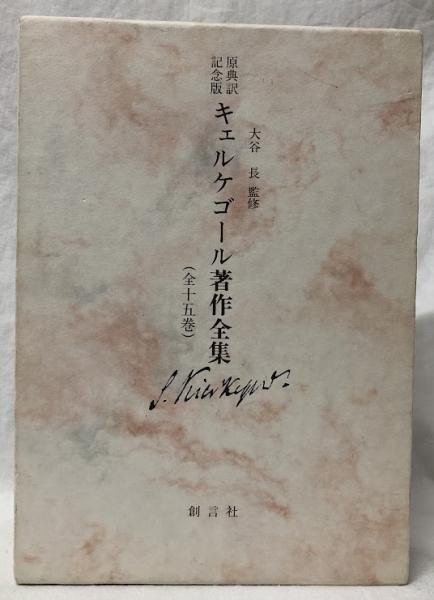 大谷 長 監修
原典訳
記念版
キェルケゴール著作全集
(全十五巻)
S. Kierkegaard.
創言社